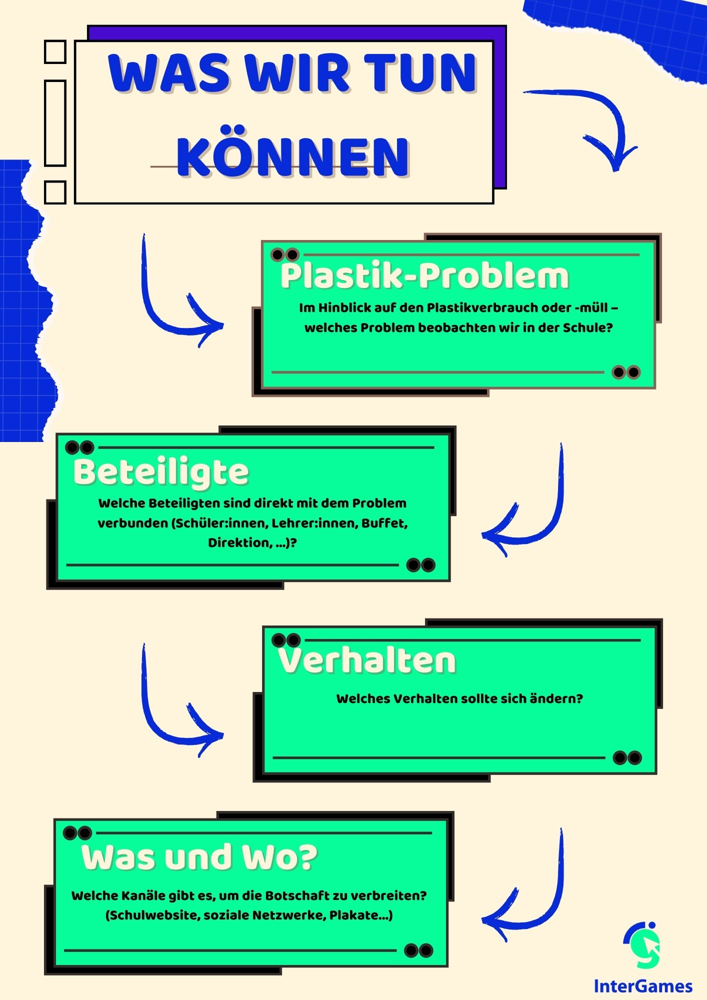 WAS WIR TUN
KÖNNEN
Plastik-Problem
Im Hinblick auf den Plastikverbrauch oder -müll –
welches Problem beobachten wir in der Schule?
Beteiligte
Welche Beteiligten sind direkt mit dem Problem
verbunden (Schüler:innen, Lehrer:innen, Buffet,
Direktion, ...)?
Verhalten
Welches Verhalten sollte sich ändern?
Was und Wo?
Welche Kanäle gibt es, um die Botschaft zu verbreiten?
(Schulwebsite, soziale Netzwerke, Plakate...)
InterGames